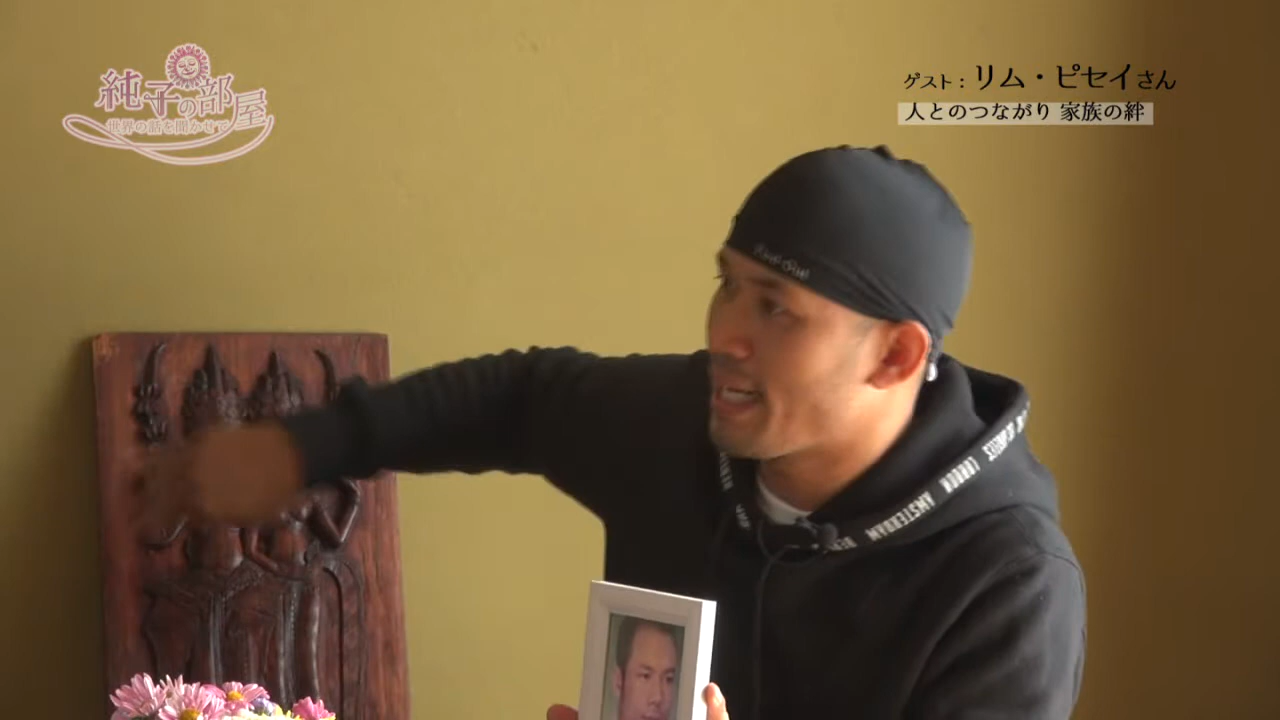 純子の部屋
世界の話を聞かせて
ゲスト：リム・ピセイさん
人とのつながり 家族の絆
LONDON AMSTERDAM